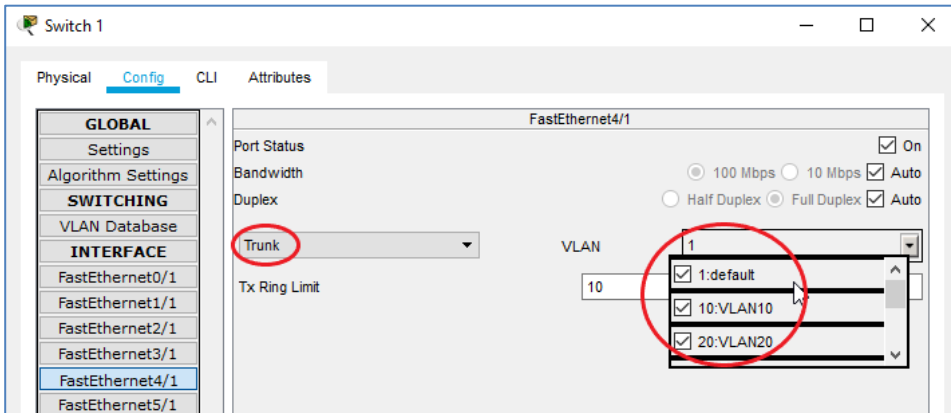 Switch 1
Physical Config CLI Attributes
GLOBAL
Settings
Algorithm Settings
SWITCHING
VLAN Database
INTERFACE
FastEthernet0/1
FastEthernet1/1
FastEthernet2/1
FastEthernet3/1
FastEthernet4/1
FastEthernet5/1
FastEthernet4/1
Port Status On
Bandwidth 100 Mbps 10 Mbps Auto
Duplex Half Duplex Full Duplex Auto
Trunk VLAN 1
1:default
Tx Ring Limit 10
10:VLAN10
20:VLAN20